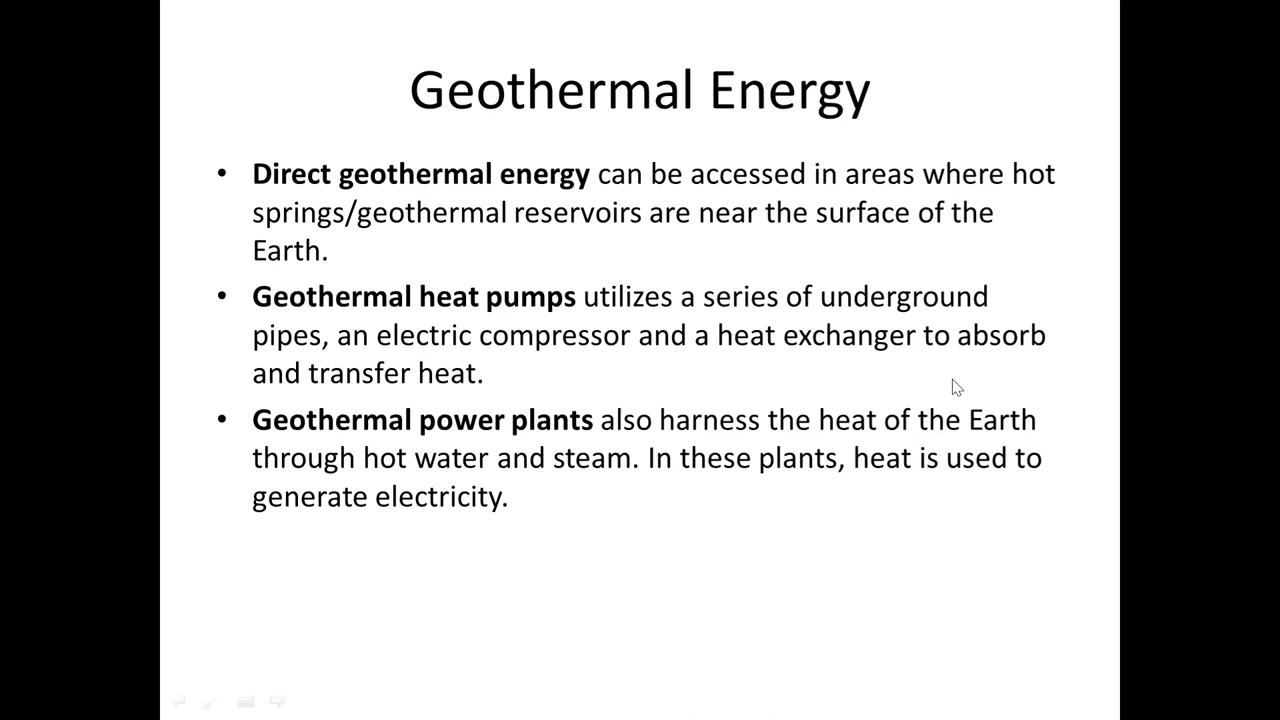 Geothermal Energy
• Direct geothermal energy can be accessed in areas where hot
springs/geothermal reservoirs are near the surface of the
Earth.
• Geothermal heat pumps utilizes a series of underground
pipes, an electric compressor and a heat exchanger to absorb
and transfer heat.
• Geothermal power plants also harness the heat of the Earth
through hot water and steam. In these plants, heat is used to
generate electricity.